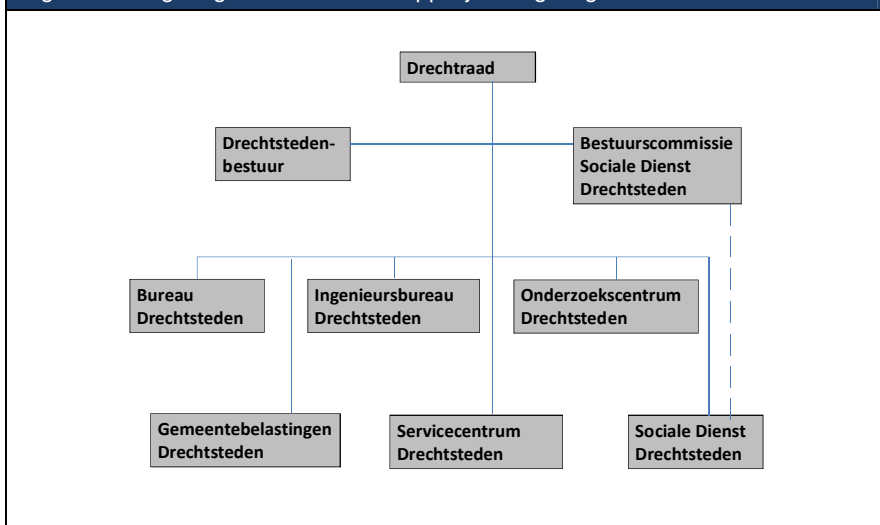 Drechtraad
Drechtsteden-
bestuur
Bestuurscommissie
Sociale Dienst
Drechtsteden
Bureau
Drechtsteden
Ingenieursbureau
Drechtsteden
Onderzoekscentrum
Drechtsteden
Gemeentebelastingen
Drechtsteden
Servicecentrum
Drechtsteden
Sociale Dienst
Drechtsteden